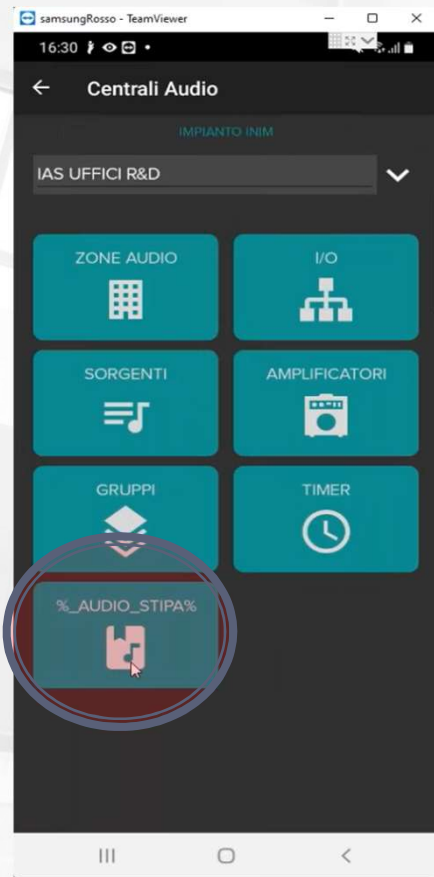 samsungRosso - TeamViewer
16:30
Centrali Audio
IMPIANTO INIM
IAS UFFICI R&D
ZONE AUDIO
I/O
SORGENTI
AMPLIFICATORI
GRUPPI
TIMER
%_AUDIO_STIPA%